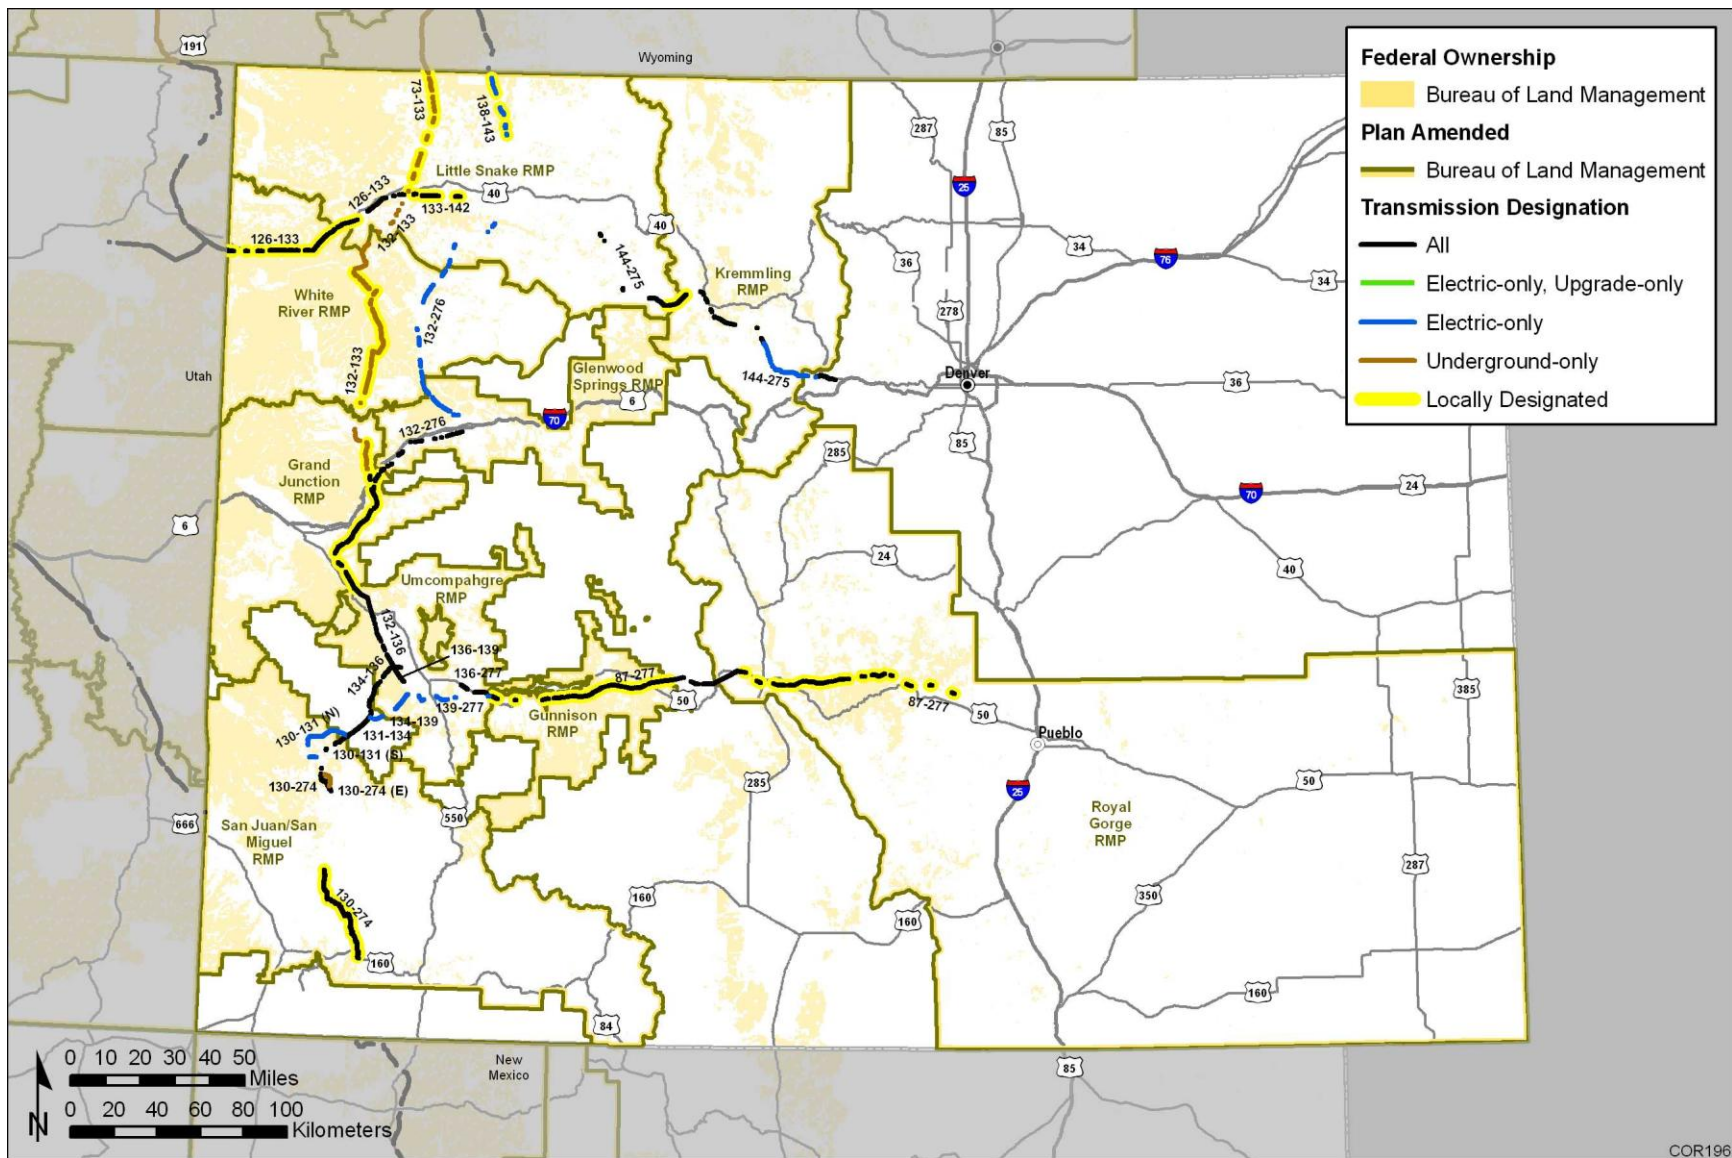 191
Wyoming
Federal Ownership
Bureau of Land Management
Plan Amended
Bureau of Land Management
Transmission Designation
All
Electric-only, Upgrade-only
Electric-only
Underground-only
Locally Designated
73-133
138-143
287
85
25
Little Snake RMP
40
126-133
133-142
132-133
126-133
40
144-275
34
36
76
34
Kremmling
RMP
White
River RMP
278
132-276
Utah
132-133
Glenwood
Springs RMP
144-275
Denver
36
6
70
132-276
85
285
Grand
Junction
RMP
24
70
6
24
40
Umcompahgre
RMP
132-136
136-139
134-136
136-277
87-277
50
139-277
87-277
50
385
Gunnison
RMP
130-131 (N)
134-139
131-134
130-131 (S)
Pueblo
130-274
130-274 (E)
285
50
25
666
San Juan/San
Miguel
RMP
550
Royal
Gorge
RMP
287
130-274
160
350
160
160
160
84
0 10 20 30 40 50
Miles
0 20 40 60 80 100
Kilometers
N
New
Mexico
85
COR196